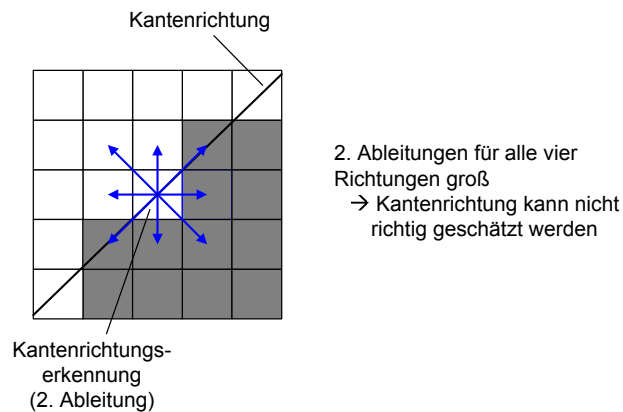 Kantenrichtung
2. Ableitungen für alle vier
Richtungen groß
→ Kantenrichtung kann nicht
richtig geschätzt werden
Kantenrichtungs-
erkennung
(2. Ableitung)